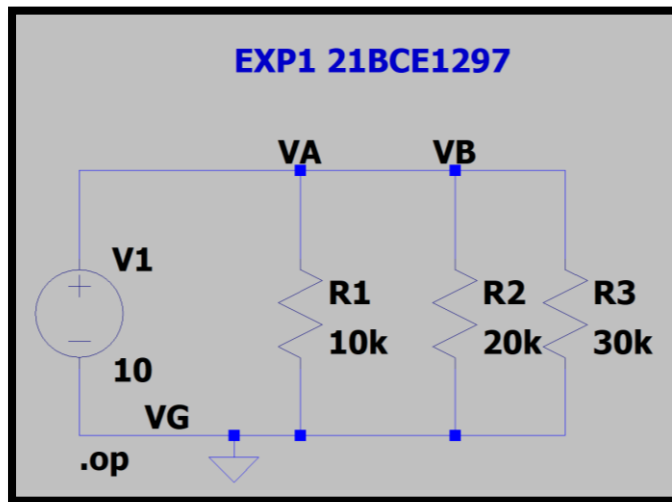 EXP1 21BCE1297
VA VB
V1
R1 R2 R3
10k 20k 30k
10
VG
.op